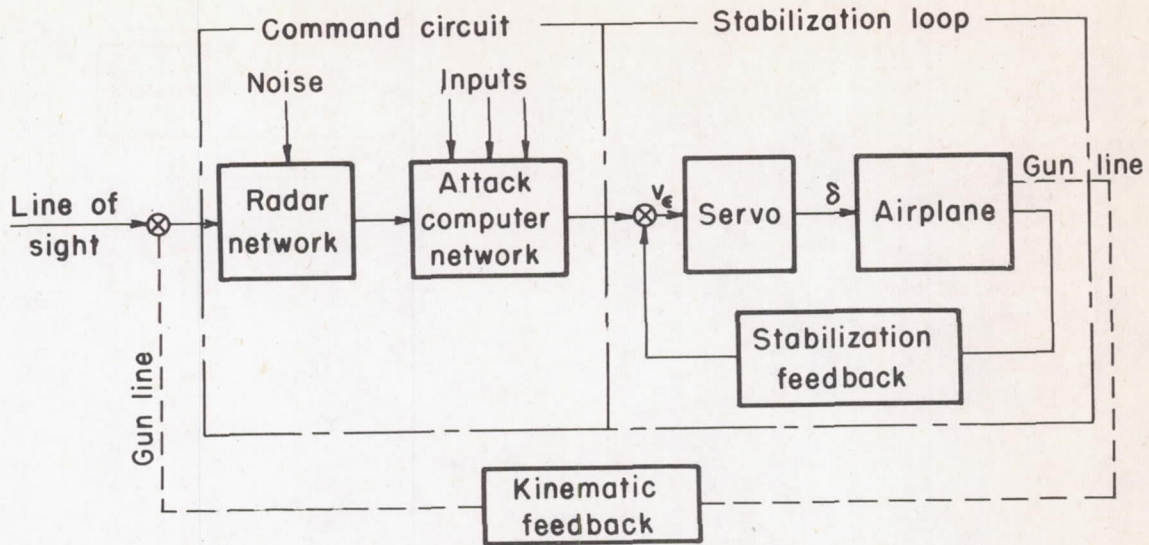 Command circuit
Stabilization loop
Noise
Inputs
Line of
sight
Radar
network
Attack
computer
network
Vϵ
Servo
δ
Airplane
Gun line
Stabilization
feedback
Gun line
Kinematic
feedback